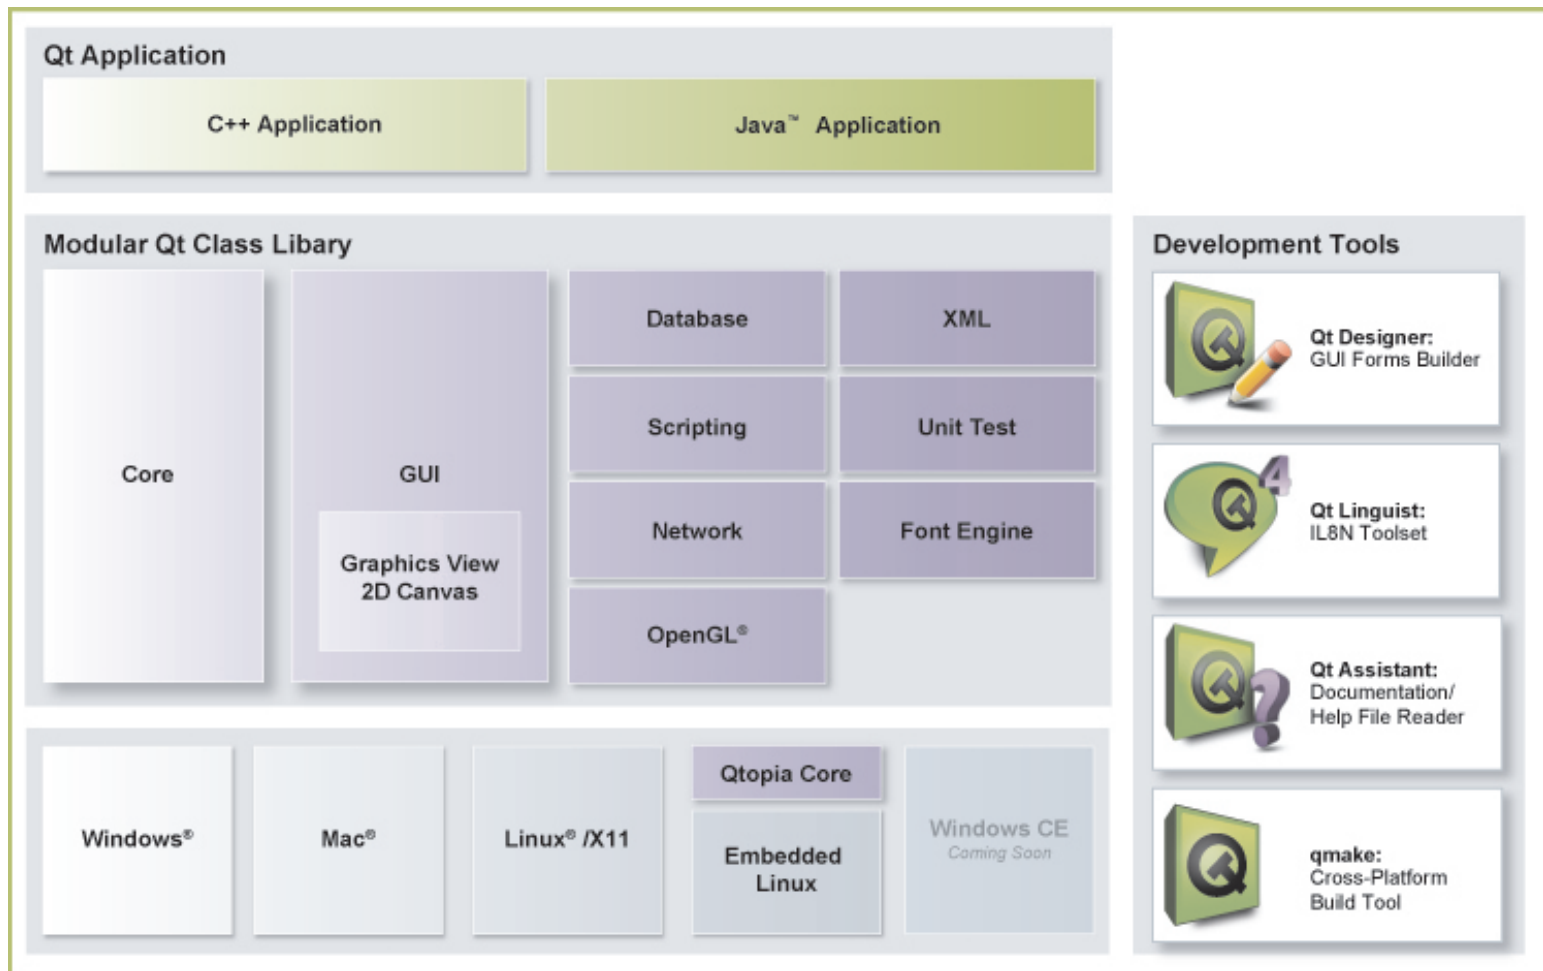 Qt Application
C++ Application
Java™ Application
Modular Qt Class Libary
Core
GUI
Graphics View
2D Canvas
Database
XML
Scripting
Unit Test
Network
Font Engine
OpenGL®
Windows®
Mac®
Linux® /X11
Qtopia Core
Embedded
Linux
Windows CE
Coming Soon
Development Tools
Qt Designer:
GUI Forms Builder
4
Qt Linguist:
IL8N Toolset
?
Qt Assistant:
Documentation/
Help File Reader
qmake:
Cross-Platform
Build Tool